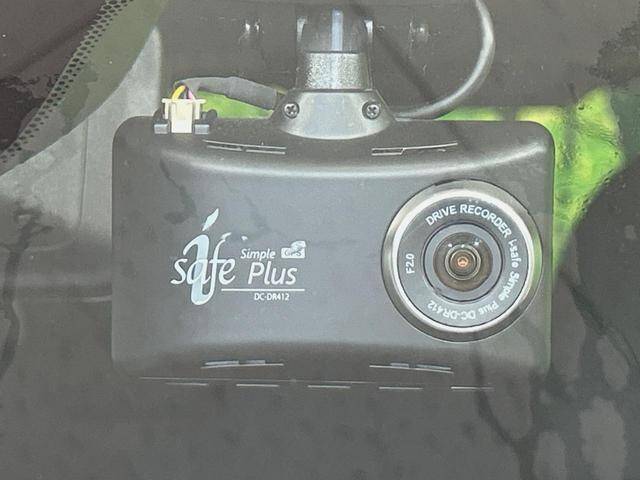 i
safe
Simple GPS
Plus
DC-DR412
DRIVE RECORDER i-safe Simple Plus DC-DR412
F2.0